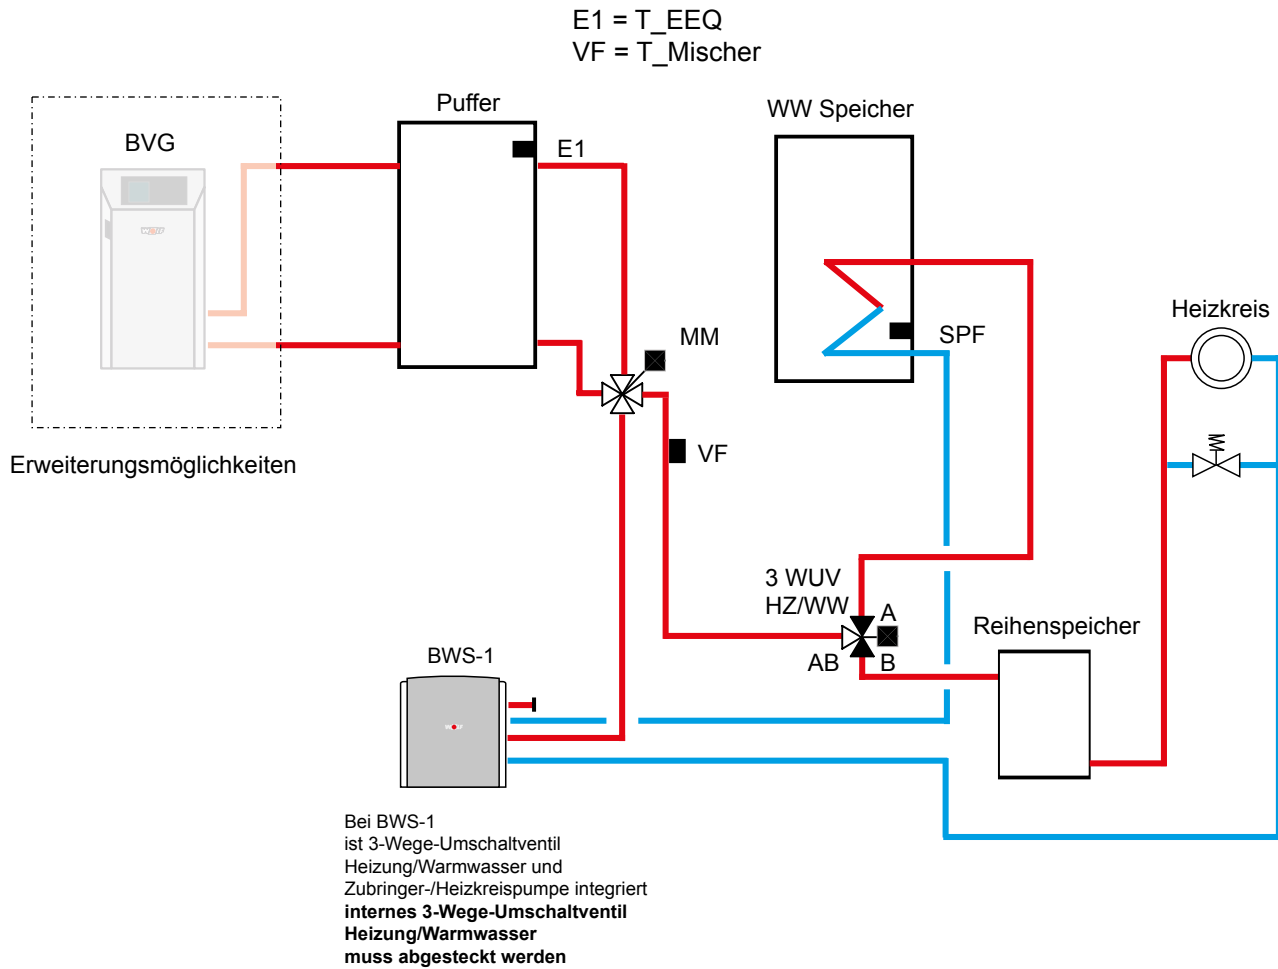 E1 = T_EEQ
VF = T_Mischer
Puffer
WW Speicher
BVG
E1
MM
SPF
Heizkreis
VF
Erweiterungsmöglichkeiten
3 WUV
HZ/WW
A
AB
B
Reihenspeicher
BWS-1
Bei BWS-1
ist 3-Wege-Umschaltventil
Heizung/Warmwasser und
Zubringer-/Heizkreispumpe integriert
internes 3-Wege-Umschaltventil
Heizung/Warmwasser
muss abgesteckt werden